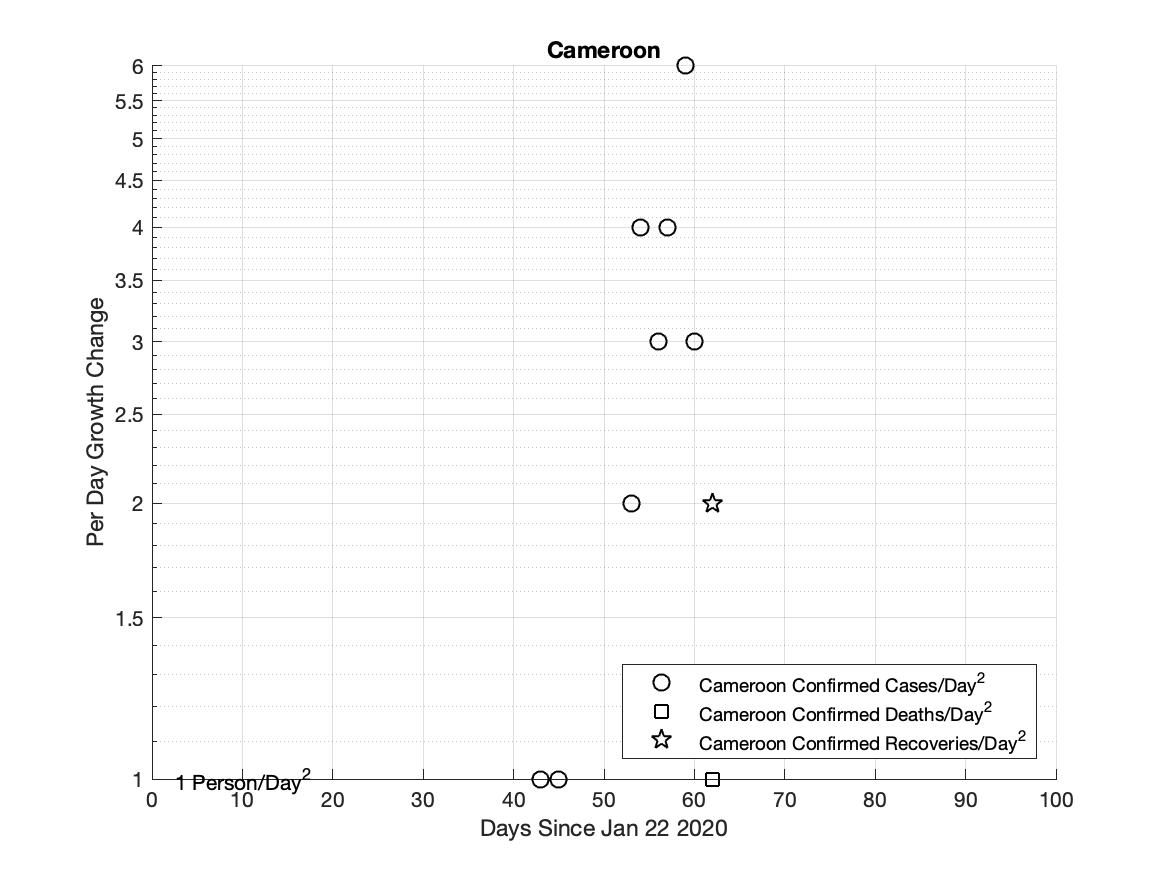 Cameroon
6
5.5
5
4.5
4
3.5
3
2.5
2
1.5
1
Per Day Growth Change
Cameroon Confirmed Cases/Day²
Cameroon Confirmed Deaths/Day²
Cameroon Confirmed Recoveries/Day²
1 Person/Day²
0 10 20 30 40 50 60 70 80 90 100
Days Since Jan 22 2020